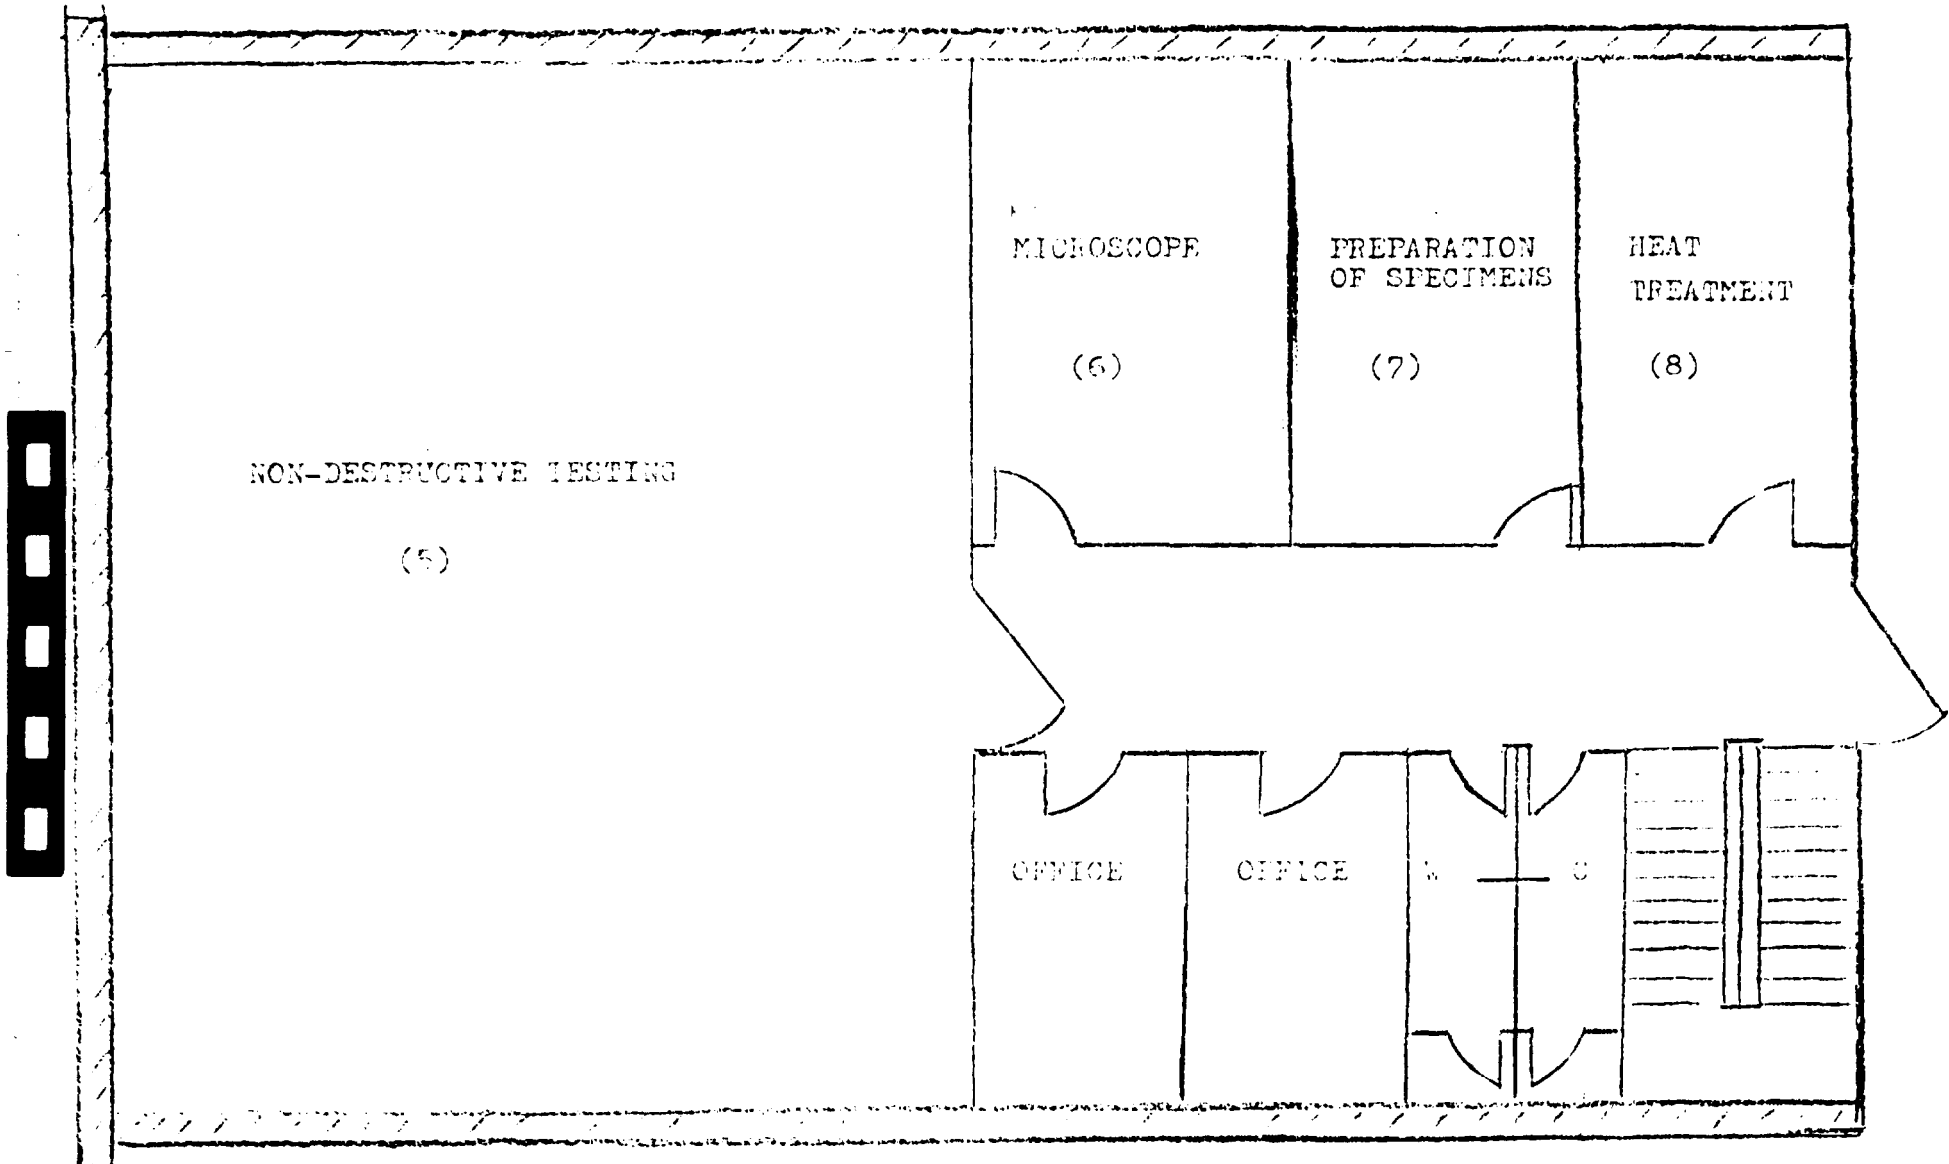 MICROSCOPE
(6)
PREPARATION
OF SPECIMENS
(7)
HEAT
TREATMENT
(8)
NON-DESTRUCTIVE TESTING
(5)
OFFICE
OFFICE
W C